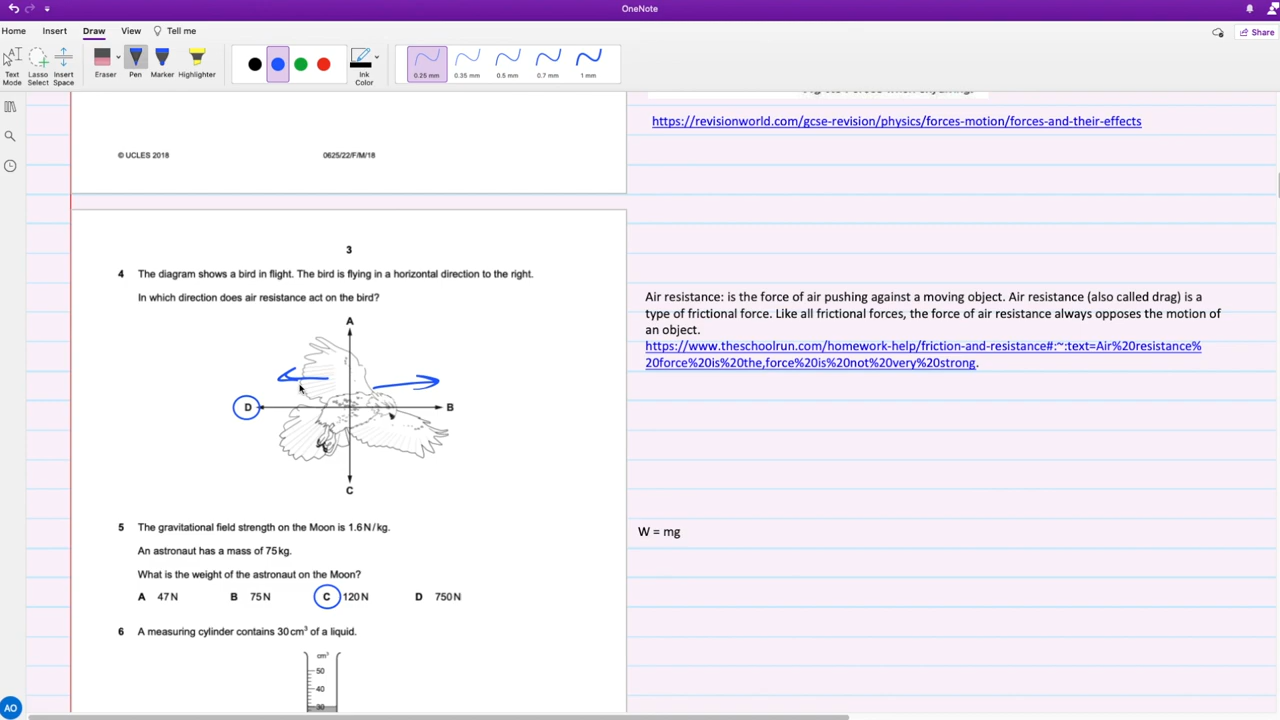 OneNote
Home Insert Draw View Tell me
Share
Text Mode
Lasso Select
Insert Space
Eraser
Pen
Marker
Highlighter
Ink Color
0.25 mm
0.35 mm
0.5 mm
0.7 mm
1 mm
https://revisionworld.com/gcse-revision/physics/forces-motion/forces-and-their-effects
© UCLES 2018 0625/22/F/M/18
3
4 The diagram shows a bird in flight. The bird is flying in a horizontal direction to the right.
In which direction does air resistance act on the bird?
A
D B
C
Air resistance: is the force of air pushing against a moving object. Air resistance (also called drag) is a
type of frictional force. Like all frictional forces, the force of air resistance always opposes the motion of
an object.
https://www.theschoolrun.com/homework-help/friction-and-resistance#:~:text=Air%20resistance%
20force%20is%20the,force%20is%20not%20very%20strong.
5 The gravitational field strength on the Moon is 1.6 N/kg.
An astronaut has a mass of 75 kg.
What is the weight of the astronaut on the Moon?
A 47 N B 75 N C 120 N D 750 N
W = mg
6 A measuring cylinder contains 30 cm³ of a liquid.
cm³
50
40
30
AO